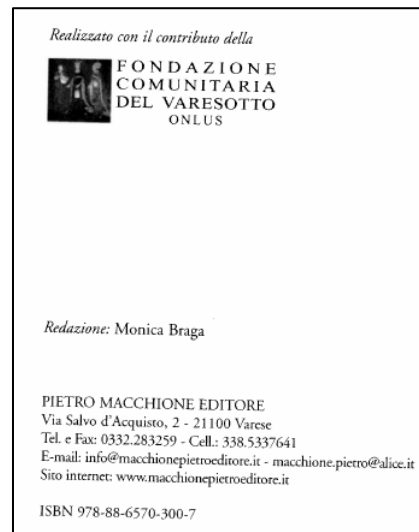 Realizzato con il contributo della
FONDAZIONE
COMUNITARIA
DEL VARESOTTO
ONLUS
Redazione: Monica Braga
PIETRO MACCHIONE EDITORE
Via Salvo d'Acquisto, 2 - 21100 Varese
Tel. e Fax: 0332.283259 - Cell.: 338.5337641
E-mail: info@macchionepietroeditore.it - macchione.pietro@alice.it
Sito internet: www.macchionepietroeditore.it
ISBN 978-88-6570-300-7